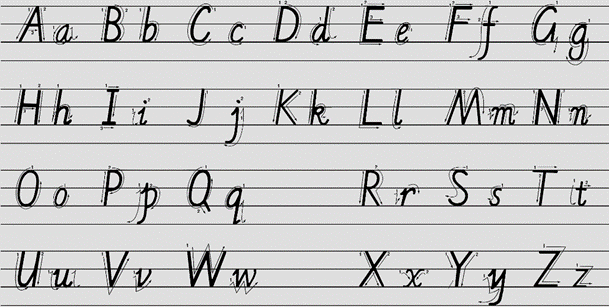 Aa Bb Cc Dd Ee Ff Gg
Hh Ii Jj Kk Ll Mm Nn
Oo Pp Qq Rr Ss Tt
Uu Vv Ww Xx Yy Zz